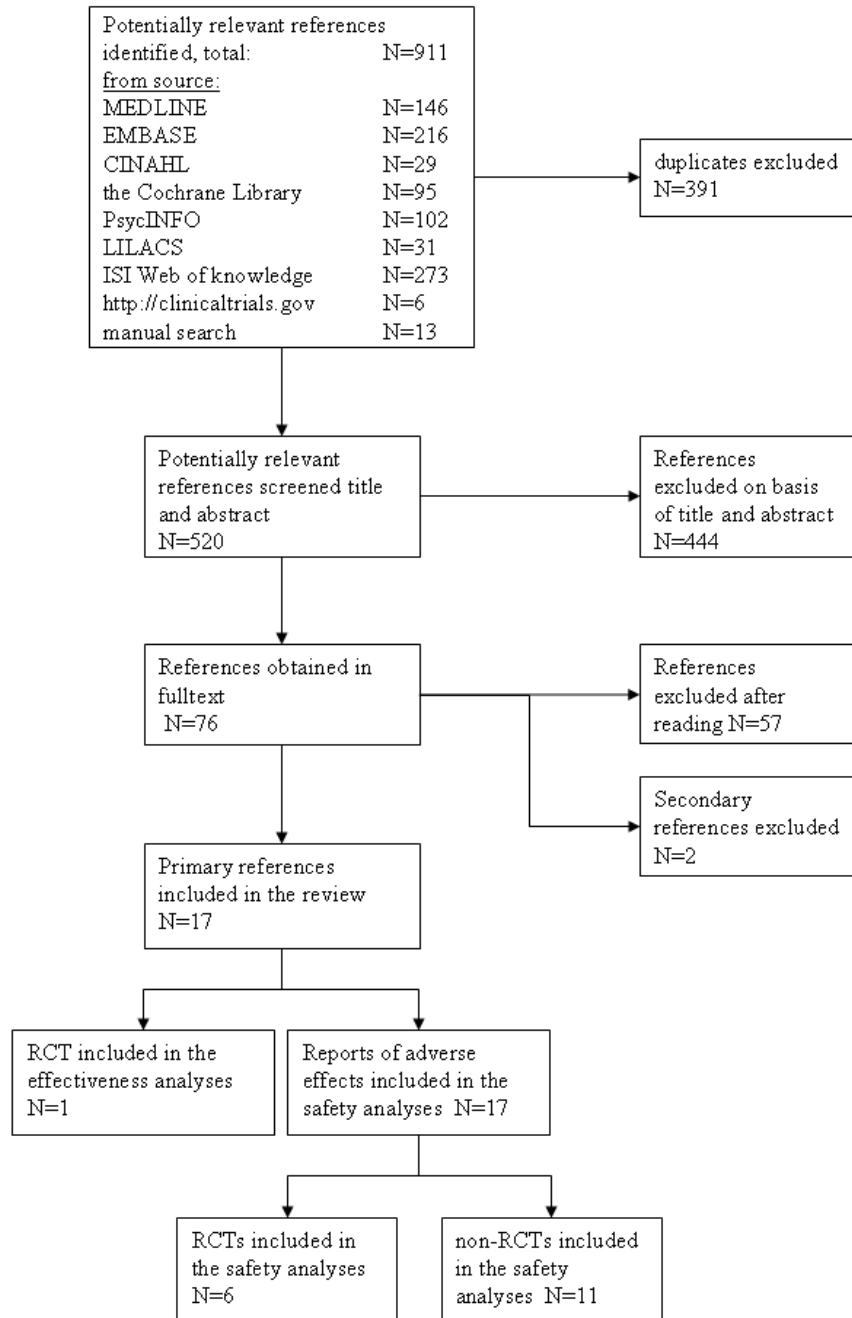 Potentially relevant references
identified, total: N=911
from source:
MEDLINE N=146
EMBASE N=216
CINAHL N=29
the Cochrane Library N=95
PsycINFO N=102
LILACS N=31
ISI Web of knowledge N=273
http://clinicaltrials.gov N=6
manual search N=13
duplicates excluded
N=391
Potentially relevant
references screened title
and abstract
N=520
References
excluded on basis
of title and abstract
N=444
References obtained in
fulltext
N=76
References
excluded after
reading N=57
Secondary
references excluded
N=2
Primary references
included in the review
N=17
RCT included in the
effectiveness analyses
N=1
Reports of adverse
effects included in the
safety analyses N=17
RCTs included in
the safety analyses
N=6
non-RCTs included
in the safety
analyses N=11